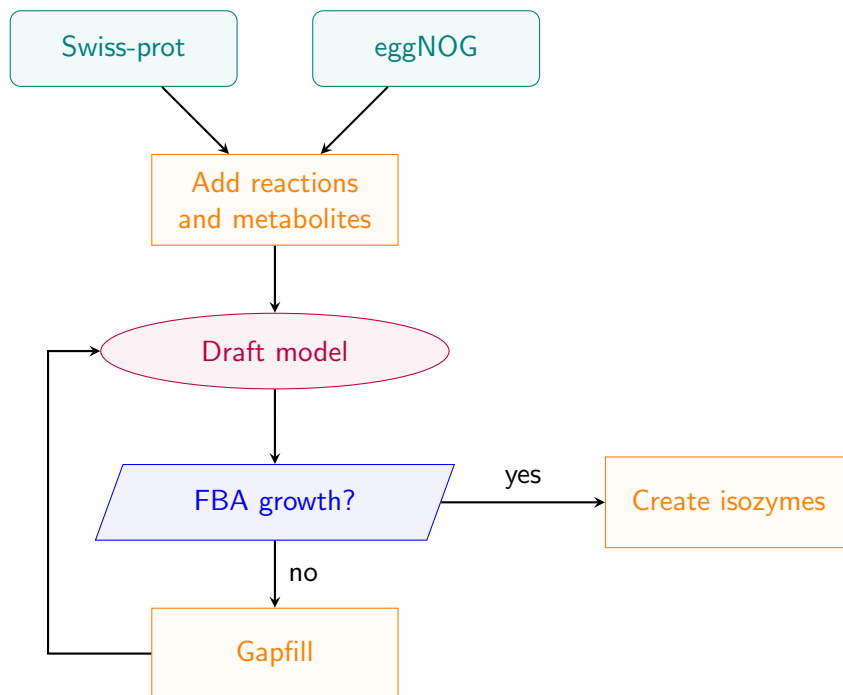 Swiss-prot
eggNOG
Add reactions
and metabolites
Draft model
FBA growth?
yes
Create isozymes
no
Gapfill